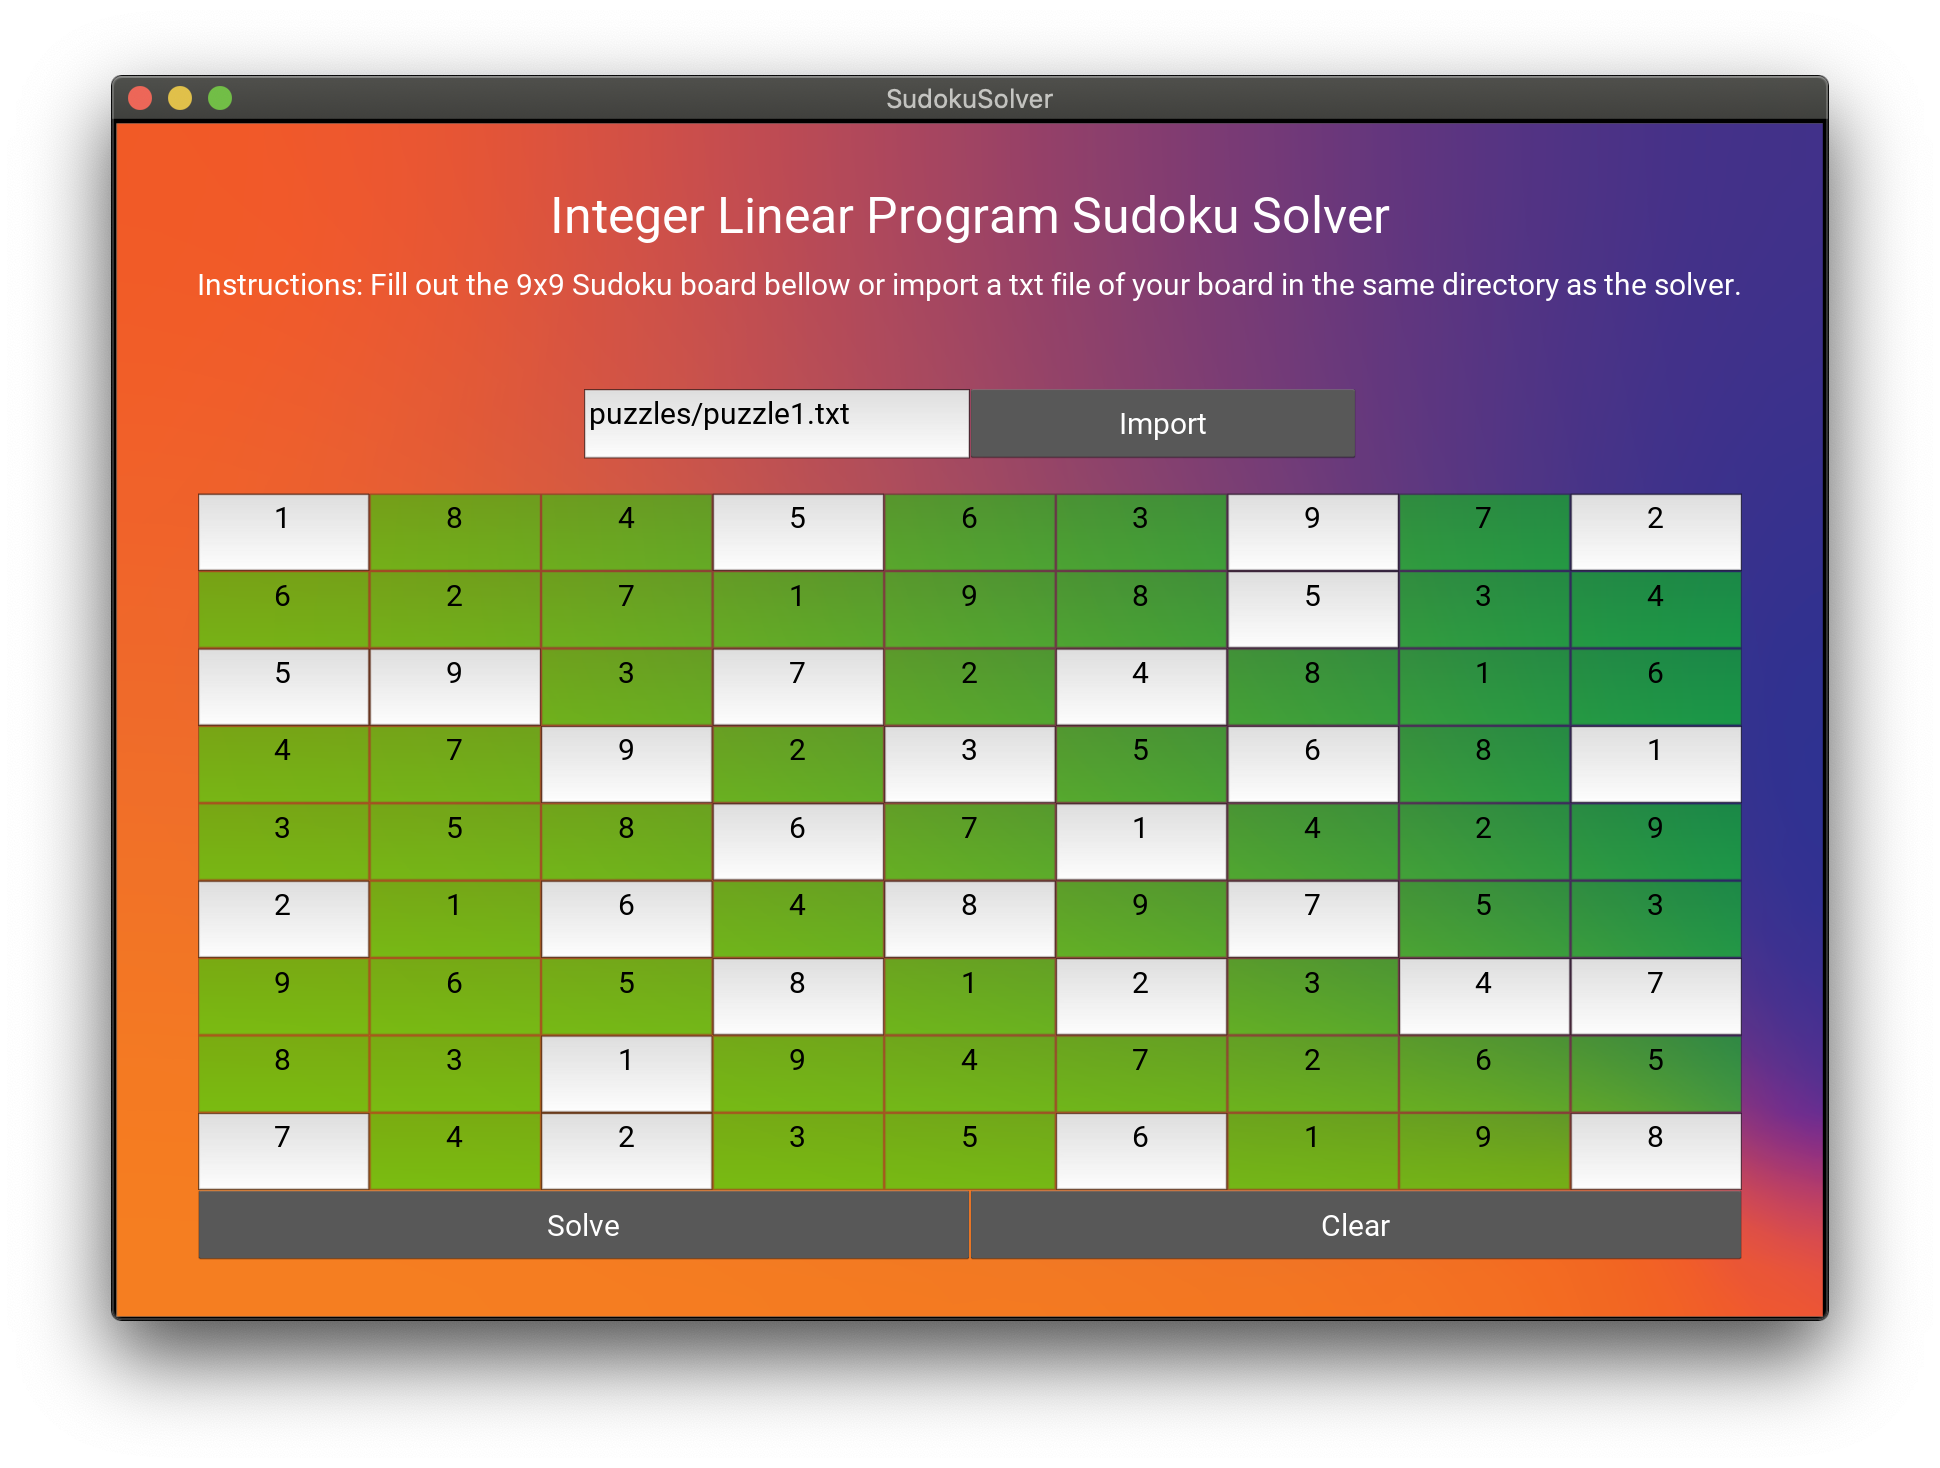 SudokuSolver
Integer Linear Program Sudoku Solver
Instructions: Fill out the 9x9 Sudoku board bellow or import a txt file of your board in the same directory as the solver.
puzzles/puzzle1.txt Import
1 8 4 5 6 3 9 7 2
6 2 7 1 9 8 5 3 4
5 9 3 7 2 4 8 1 6
4 7 9 2 3 5 6 8 1
3 5 8 6 7 1 4 2 9
2 1 6 4 8 9 7 5 3
9 6 5 8 1 2 3 4 7
8 3 1 9 4 7 2 6 5
7 4 2 3 5 6 1 9 8
Solve Clear